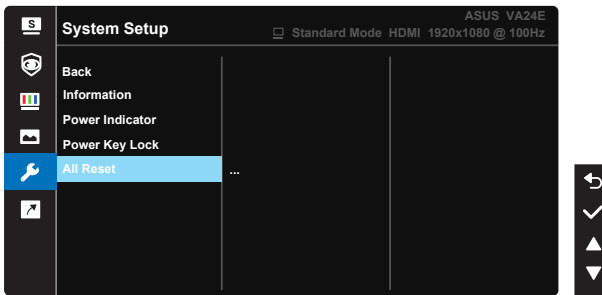 S
System Setup
ASUS VA24E
Standard Mode HDMI 1920x1080 @ 100Hz
Back
Information
Power Indicator
Power Key Lock
All Reset
...